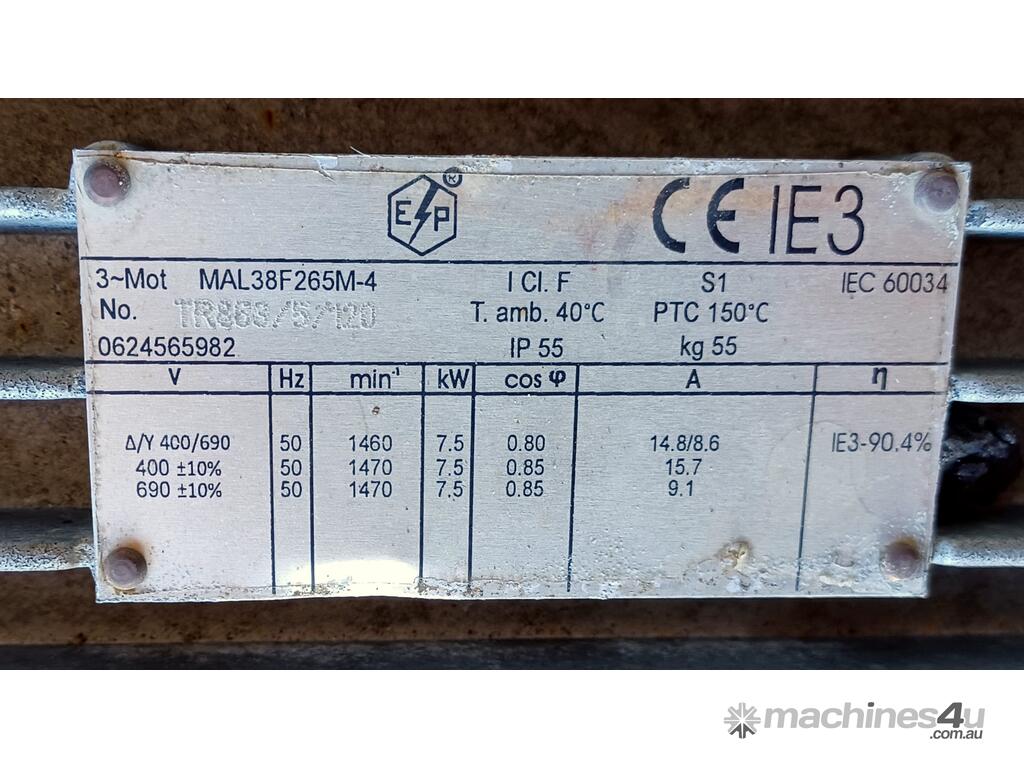 E P ®
CE IE3
3~Mot MAL38F265M-4 I Cl. F S1 IEC 60034
No. /5/120 T. amb. 40°C PTC 150°C
0624565982 IP 55 kg 55
V Hz min⁻¹ kW cos φ A η
Δ/Y 400/690 50 1460 7.5 0.80 14.8/8.6 IE3-90.4%
400 ±10% 50 1470 7.5 0.85 15.7
690 ±10% 50 1470 7.5 0.85 9.1
machines4u
.com.au